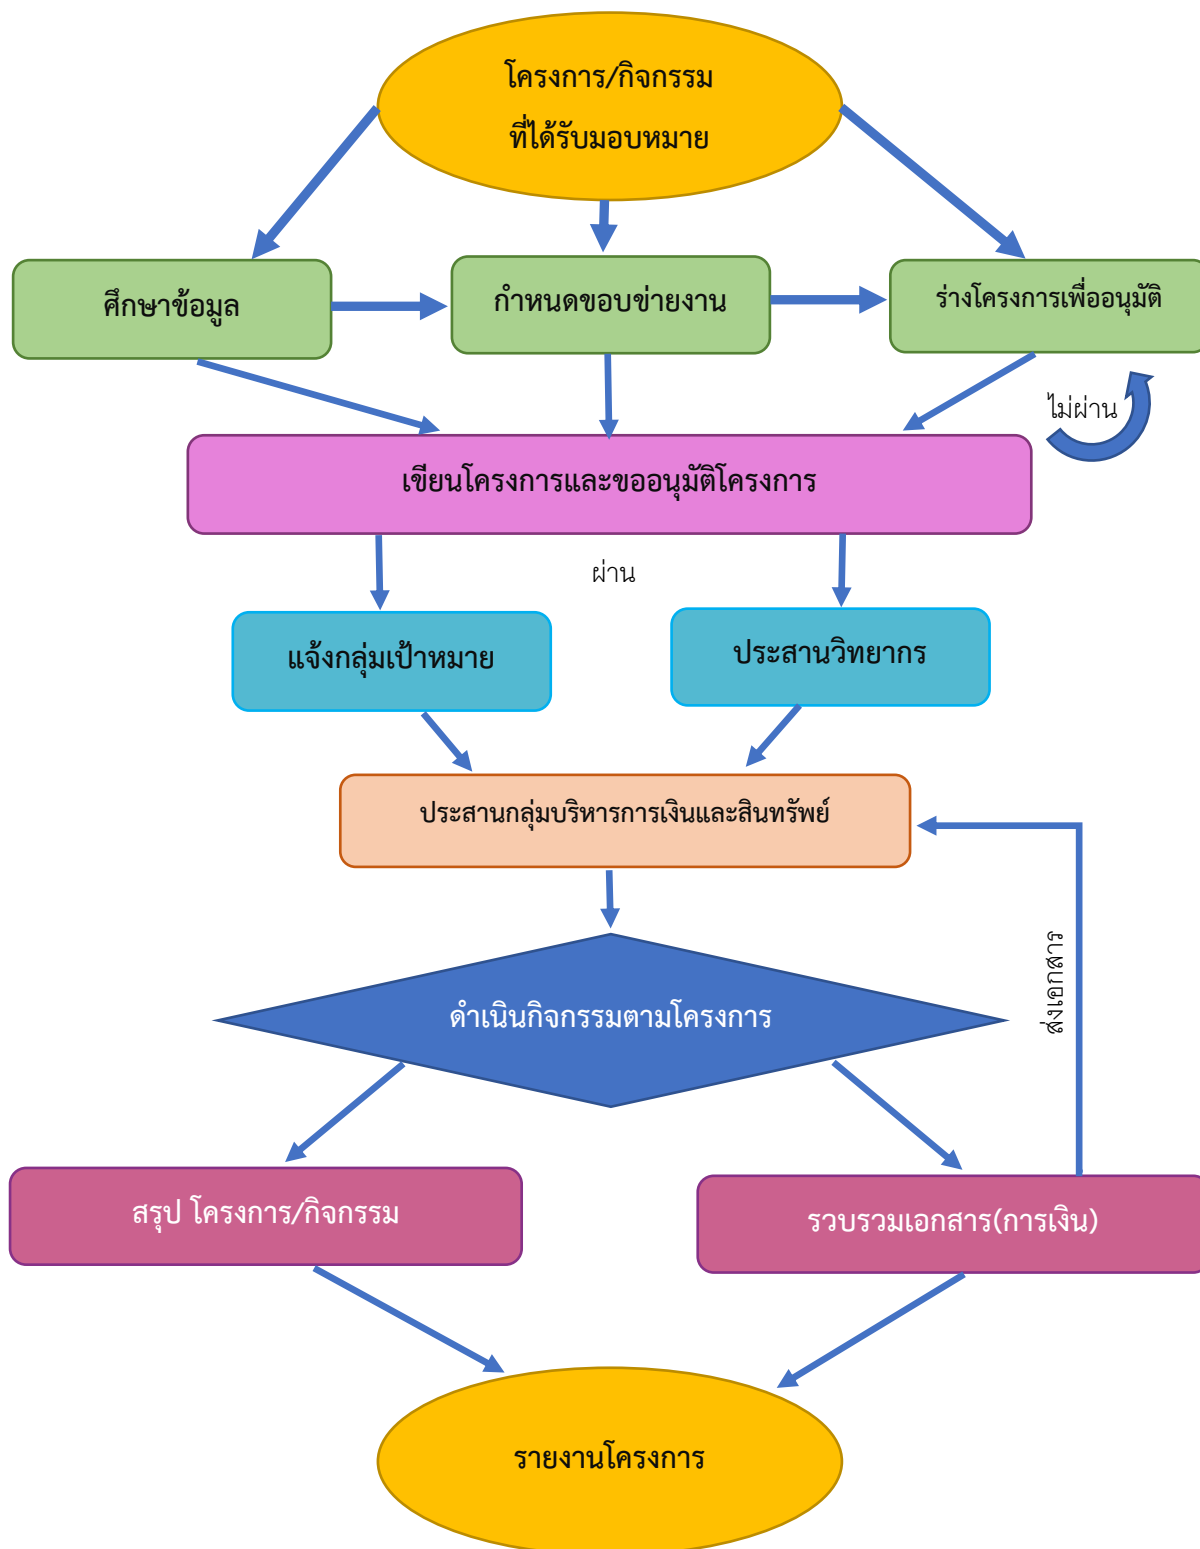 โครงการ/กิจกรรม
ที่ได้รับมอบหมาย
ศึกษาข้อมูล
กำหนดขอบข่ายงาน
ร่างโครงการเพื่ออนุมัติ
ไม่ผ่าน
เขียนโครงการและขออนุมัติโครงการ
ผ่าน
แจ้งกลุ่มเป้าหมาย
ประสานวิทยากร
ประสานกลุ่มบริหารการเงินและสินทรัพย์
ส่งเอกสาร
ดำเนินกิจกรรมตามโครงการ
สรุป โครงการ/กิจกรรม
รวบรวมเอกสาร(การเงิน)
รายงานโครงการ